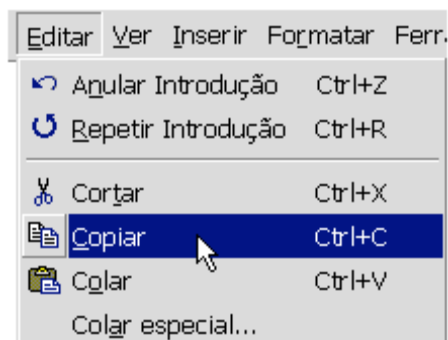 Editar Ver Inserir Formatar Ferr
Anular Introdução Ctrl+Z
Repetir Introdução Ctrl+R
Cortar Ctrl+X
Copiar Ctrl+C
Colar Ctrl+V
Colar especial...